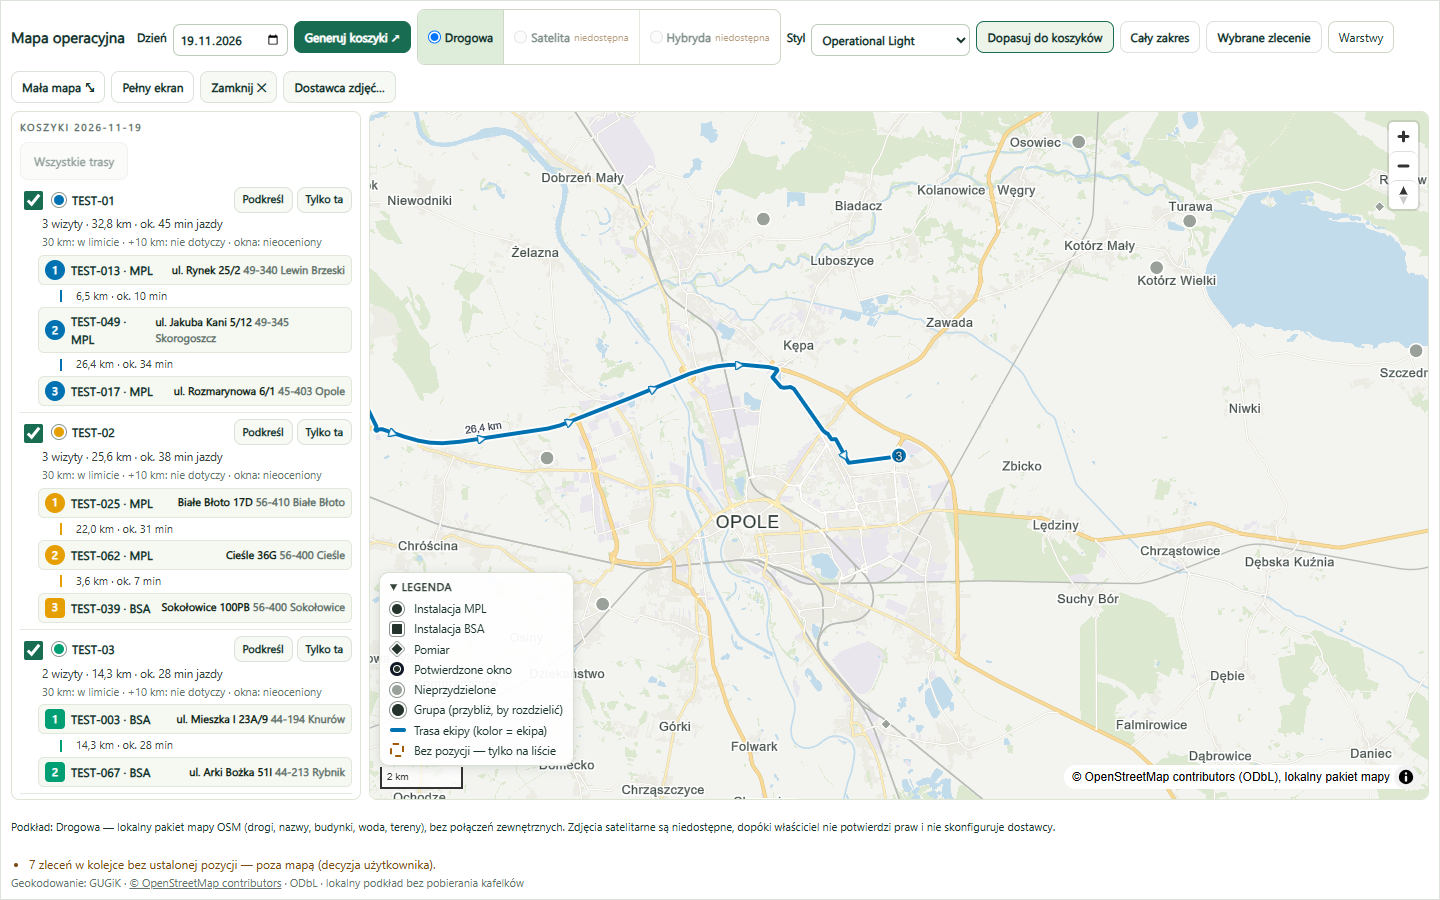 Mapa operacyjna
Dzień
19.11.2026
Generuj koszyki ↗
Drogowa
Satelita niedostępna
Hybryda niedostępna
Styl
Operational Light
Dopasuj do koszyków
Cały zakres
Wybrane zlecenie
Warstwy
Mała mapa ⤡
Pełny ekran
Zamknij ✕
Dostawca zdjęć...
KOSZYKI 2026-11-19
Wszystkie trasy
TEST-01
Podkreśl
Tylko ta
3 wizyty · 32,8 km · ok. 45 min jazdy
30 km: w limicie · +10 km: nie dotyczy · okna: nieoceniony
1 TEST-013 · MPL ul. Rynek 25/2 49-340 Lewin Brzeski
6,5 km · ok. 10 min
2 TEST-049 · MPL ul. Jakuba Kani 5/12 49-345 Skorogoszcz
26,4 km · ok. 34 min
3 TEST-017 · MPL ul. Rozmarynowa 6/1 45-403 Opole
TEST-02
Podkreśl
Tylko ta
3 wizyty · 25,6 km · ok. 38 min jazdy
30 km: w limicie · +10 km: nie dotyczy · okna: nieoceniony
1 TEST-025 · MPL Białe Błoto 17D 56-410 Białe Błoto
22,0 km · ok. 31 min
2 TEST-062 · MPL Cieśle 36G 56-400 Cieśle
3,6 km · ok. 7 min
3 TEST-039 · BSA Sokołowice 100PB 56-400 Sokołowice
TEST-03
Podkreśl
Tylko ta
2 wizyty · 14,3 km · ok. 28 min jazdy
30 km: w limicie · +10 km: nie dotyczy · okna: nieoceniony
1 TEST-003 · BSA ul. Mieszka I 23A/9 44-194 Knurów
14,3 km · ok. 28 min
2 TEST-067 · BSA ul. Arki Bożka 51I 44-213 Rybnik
Osowiec
Dobrzeń Mały
Niewodniki
Kolanowice
Węgry
Biadacz
Turawa
Żelazna
Luboszyce
Kotórz Mały
Kotórz Wielki
Zawada
Kępa
Szczedr
Niwki
26,4 km
3
Zbicko
OPOLE
Lędziny
Chróścina
Chrząstowice
Dębska Kuźnia
Suchy Bór
Dębie
Górki
Folwark
Falmirowice
Dąbrowice
Daniec
Chrząszczyce
Ochodze
LEGENDA
Instalacja MPL
Instalacja BSA
Pomiar
Potwierdzone okno
Nieprzydzielone
Grupa (przybliż, by rozdzielić)
Trasa ekipy (kolor = ekipa)
Bez pozycji — tylko na liście
2 km
© OpenStreetMap contributors (ODbL), lokalny pakiet mapy
Podkład: Drogowa — lokalny pakiet mapy OSM (drogi, nazwy, budynki, woda, tereny), bez połączeń zewnętrznych. Zdjęcia satelitarne są niedostępne, dopóki właściciel nie potwierdzi praw i nie skonfiguruje dostawcy.
• 7 zleceń w kolejce bez ustalonej pozycji — poza mapą (decyzja użytkownika).
Geokodowanie: GUGiK · © OpenStreetMap contributors · ODbL · lokalny podkład bez pobierania kafelków